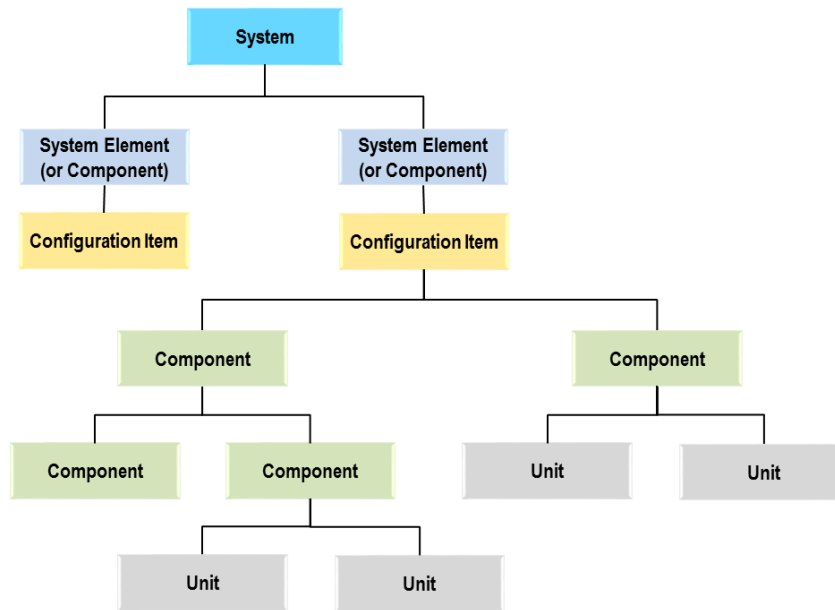 System
System Element
(or Component)
System Element
(or Component)
Configuration Item
Configuration Item
Component
Component
Component
Component
Unit
Unit
Unit
Unit